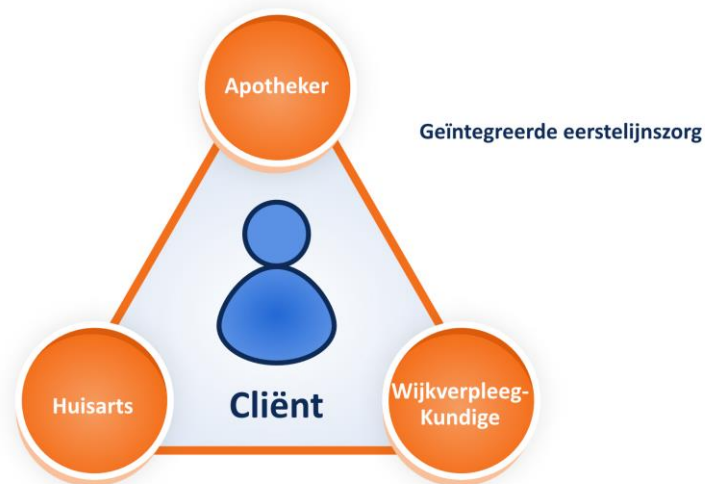 Apotheker
Geïntegreerde eerstelijnszorg
Huisarts
Cliënt
Wijkverpleeg-
Kundige